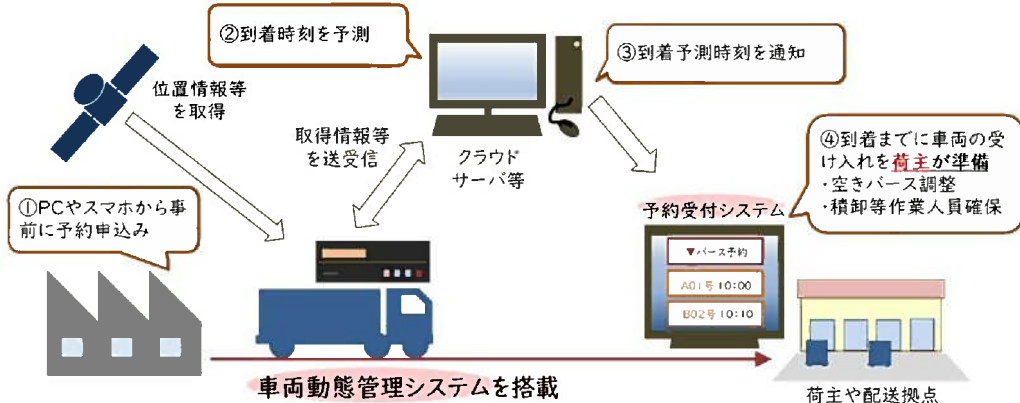 ②到着時刻を予測
③到着予測時刻を通知
位置情報等
を取得
取得情報等
を送受信
クラウド
サーバ等
④到着までに車両の受
け入れを荷主が準備
・空きバース調整
・積卸等作業人員確保
①PCやスマホから事
前に予約申込み
予約受付システム
▼バース予約
A01号 10:00
B02号 10:10
車両動態管理システムを搭載
荷主や配送拠点